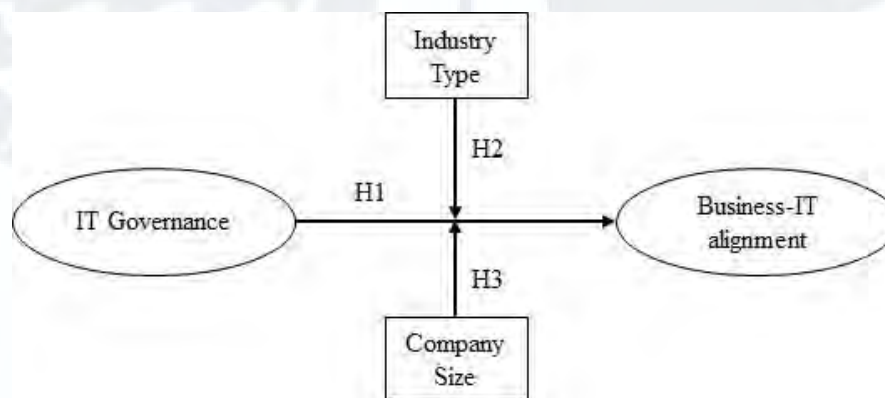 Industry
Type
H2
H1
IT Governance
Business-IT
alignment
H3
Company
Size